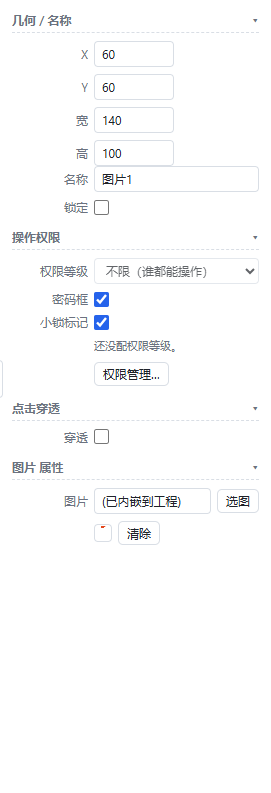 几何 / 名称
X 60
Y 60
宽 140
高 100
名称 图片1
锁定
操作权限
权限等级 不限（谁都能操作）
密码框
小锁标记
还没配权限等级。
权限管理...
点击穿透
穿透
图片 属性
图片 (已内嵌到工程) 选图
清除